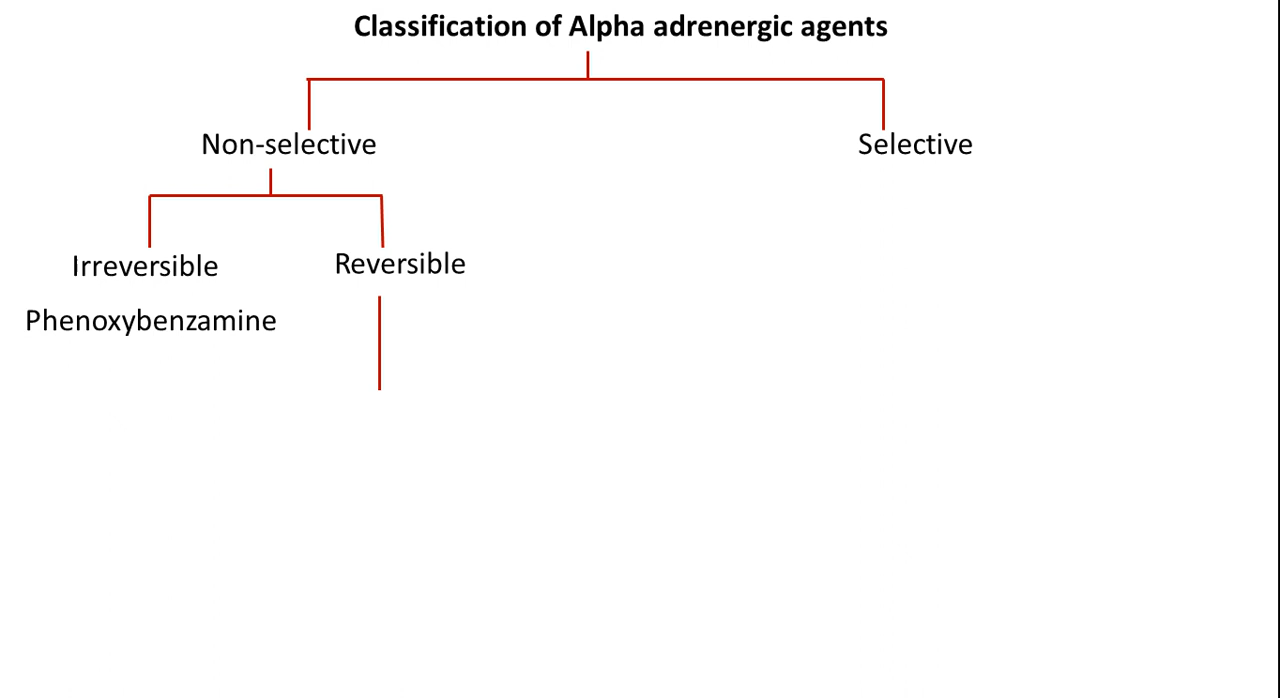 Classification of Alpha adrenergic agents
Non-selective
Selective
Irreversible
Reversible
Phenoxybenzamine